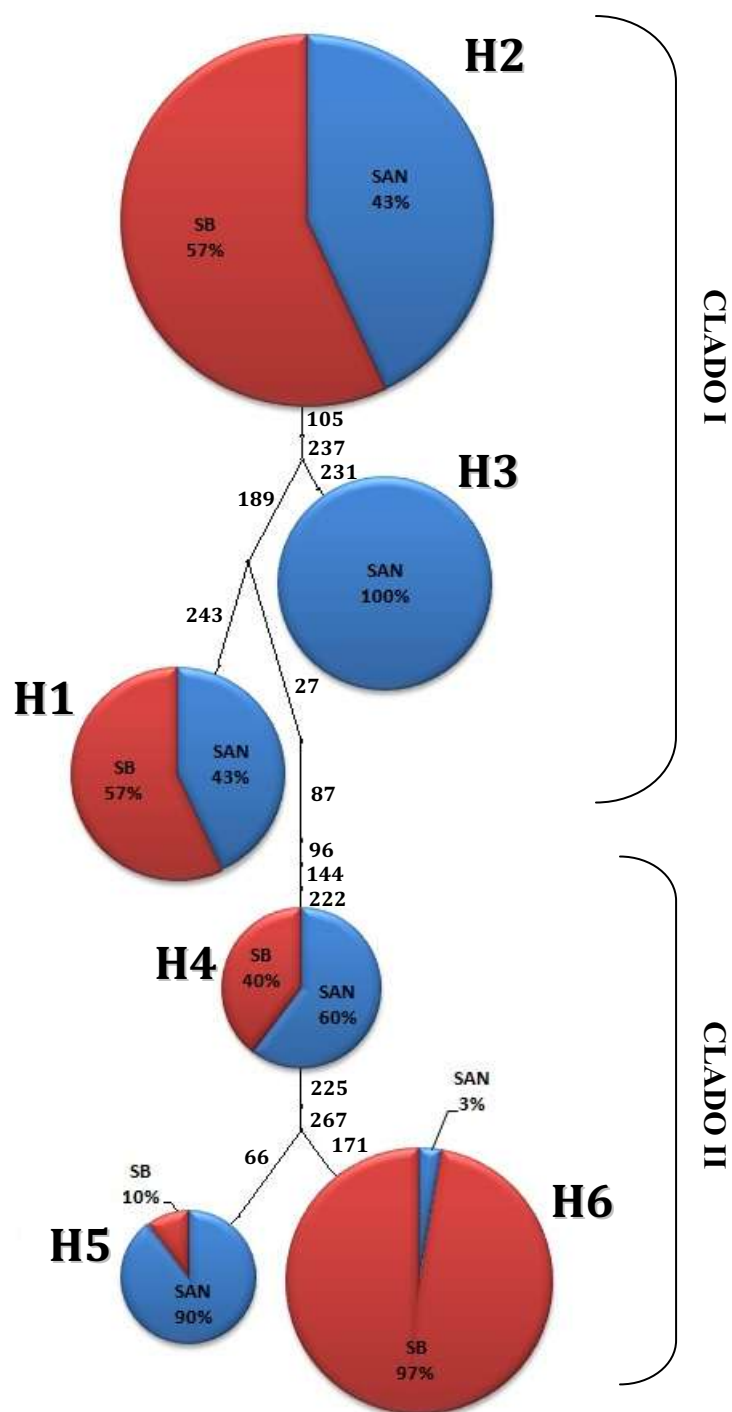 H2
SAN
43%
SB
57%
CLADO I
105
237
231
H3
189
SAN
100%
243
27
H1
SAN
43%
SB
57%
87
96
144
222
H4
SB
40%
SAN
60%
CLADO II
225
267
171
SAN
3%
66
SB
10%
H5
H6
SAN
90%
SB
97%